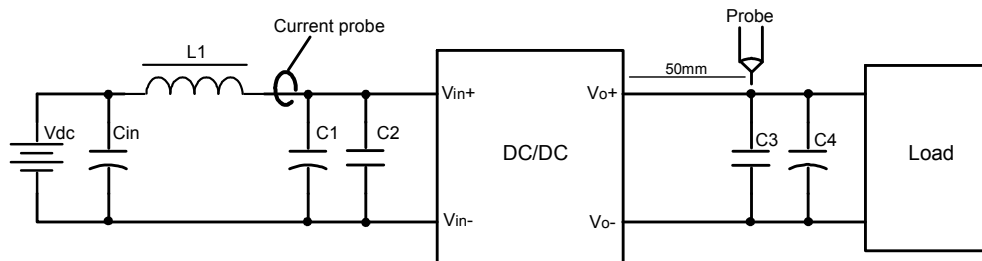 Probe
Current probe
L1
50mm
Vin+
Vo+
Vdc
Cin
C1
C2
DC/DC
C3
C4
Load
Vin-
Vo-